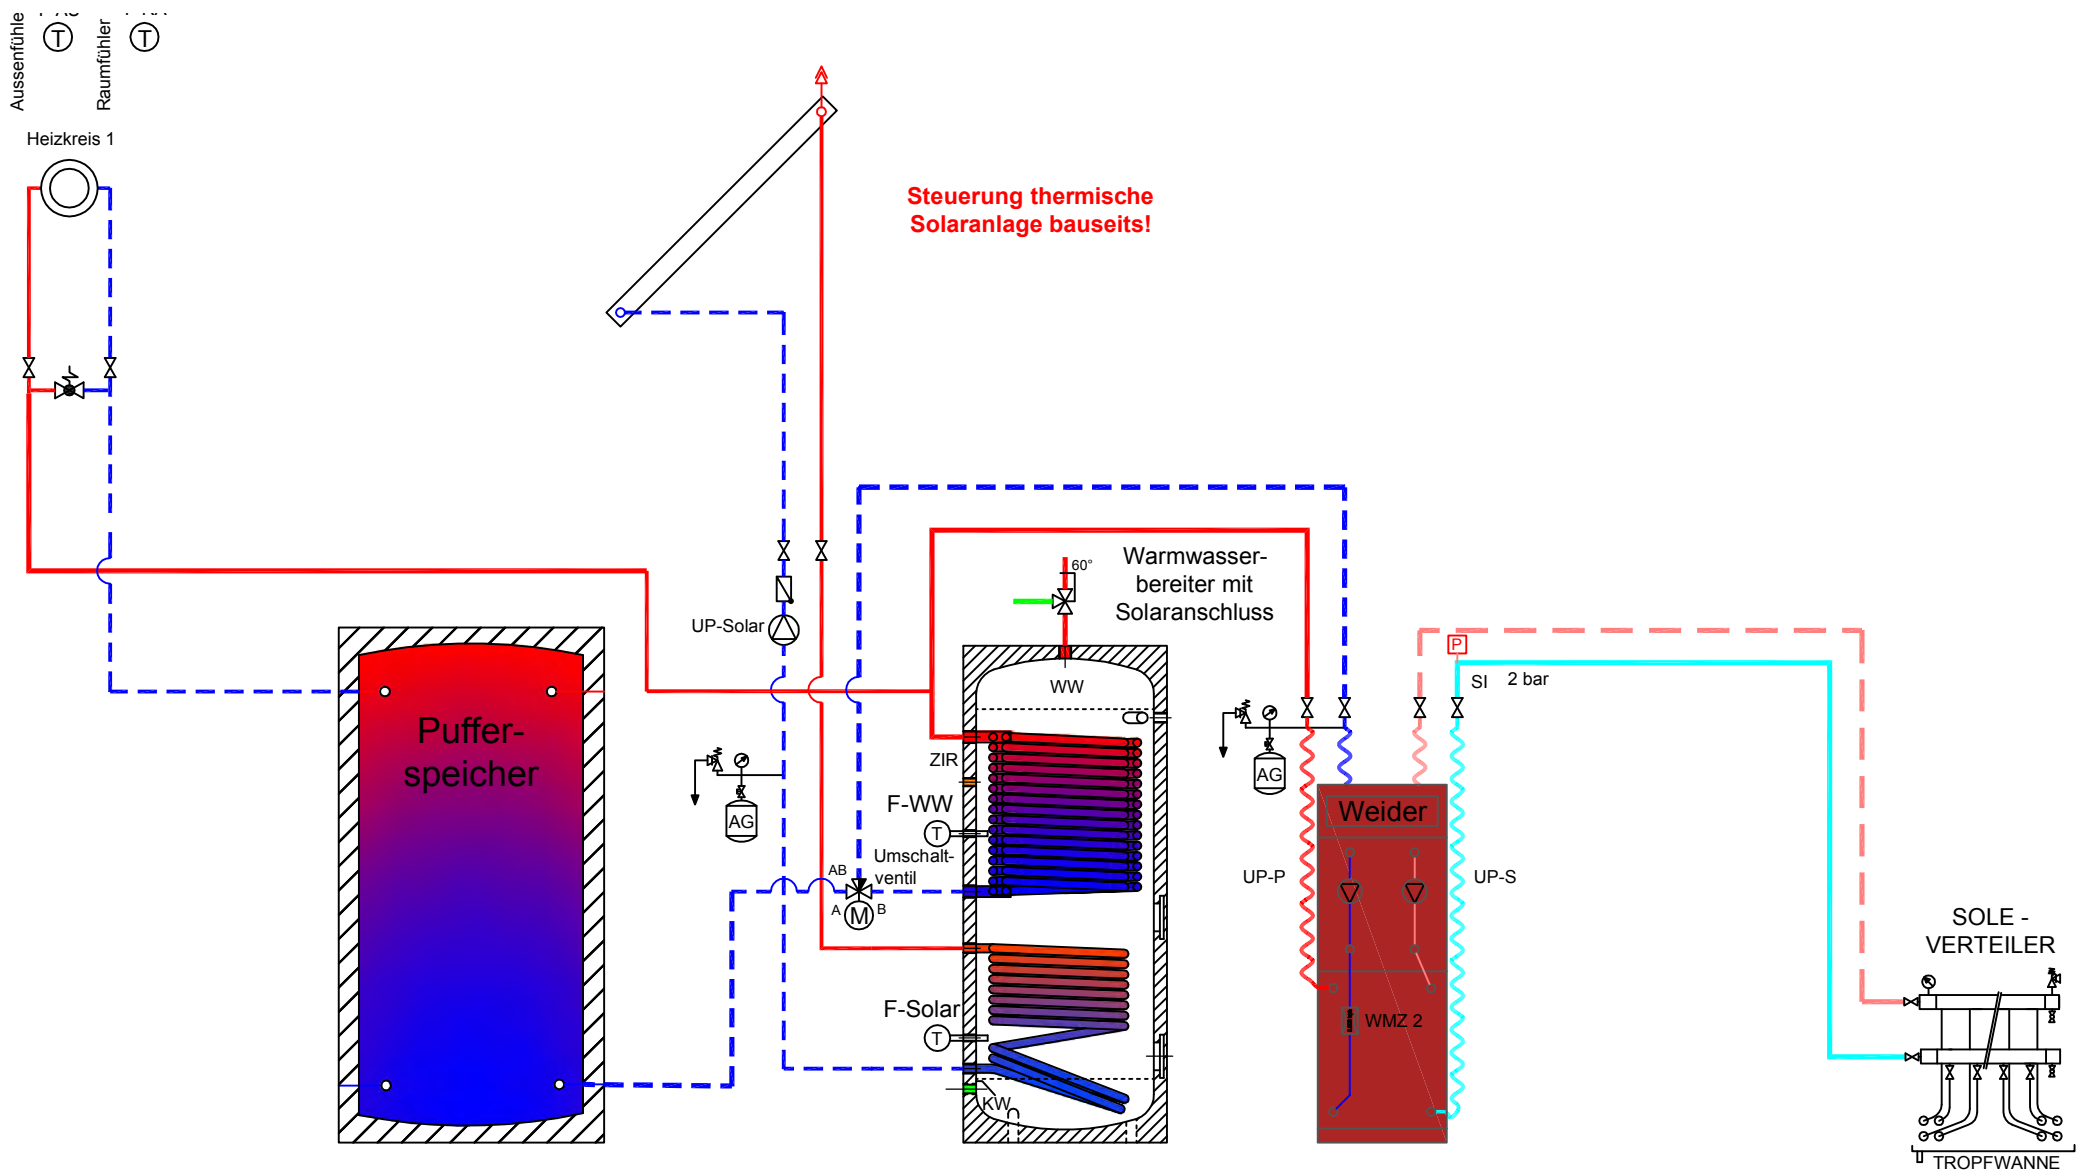 Aussenfühle
T
Raumfühler
T
Heizkreis 1
Steuerung thermische
Solaranlage bauseits!
UP-Solar
60°
Warmwasser-
bereiter mit
Solaranschluss
P
SI 2 bar
WW
Puffer-
speicher
ZIR
F-WW
T
AG
AG
Weider
Umschalt-
ventil
AB
A
M
B
UP-P
UP-S
SOLE -
VERTEILER
F-Solar
T
WMZ 2
KW
TROPFWANNE